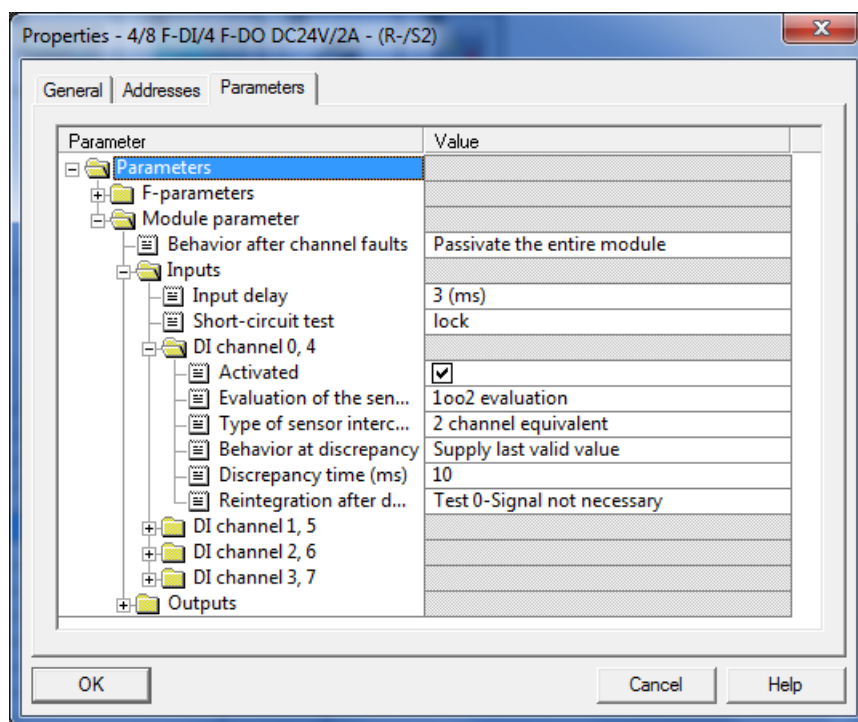 Properties - 4/8 F-DI/4 F-DO DC24V/2A - (R-/S2)
General Addresses Parameters
Parameter Value
Parameters
F-parameters
Module parameter
Behavior after channel faults Passivate the entire module
Inputs
Input delay 3 (ms)
Short-circuit test lock
DI channel 0, 4
Activated
Evaluation of the sen... 1oo2 evaluation
Type of sensor interc... 2 channel equivalent
Behavior at discrepancy Supply last valid value
Discrepancy time (ms) 10
Reintegration after d... Test 0-Signal not necessary
DI channel 1, 5
DI channel 2, 6
DI channel 3, 7
Outputs
OK Cancel Help